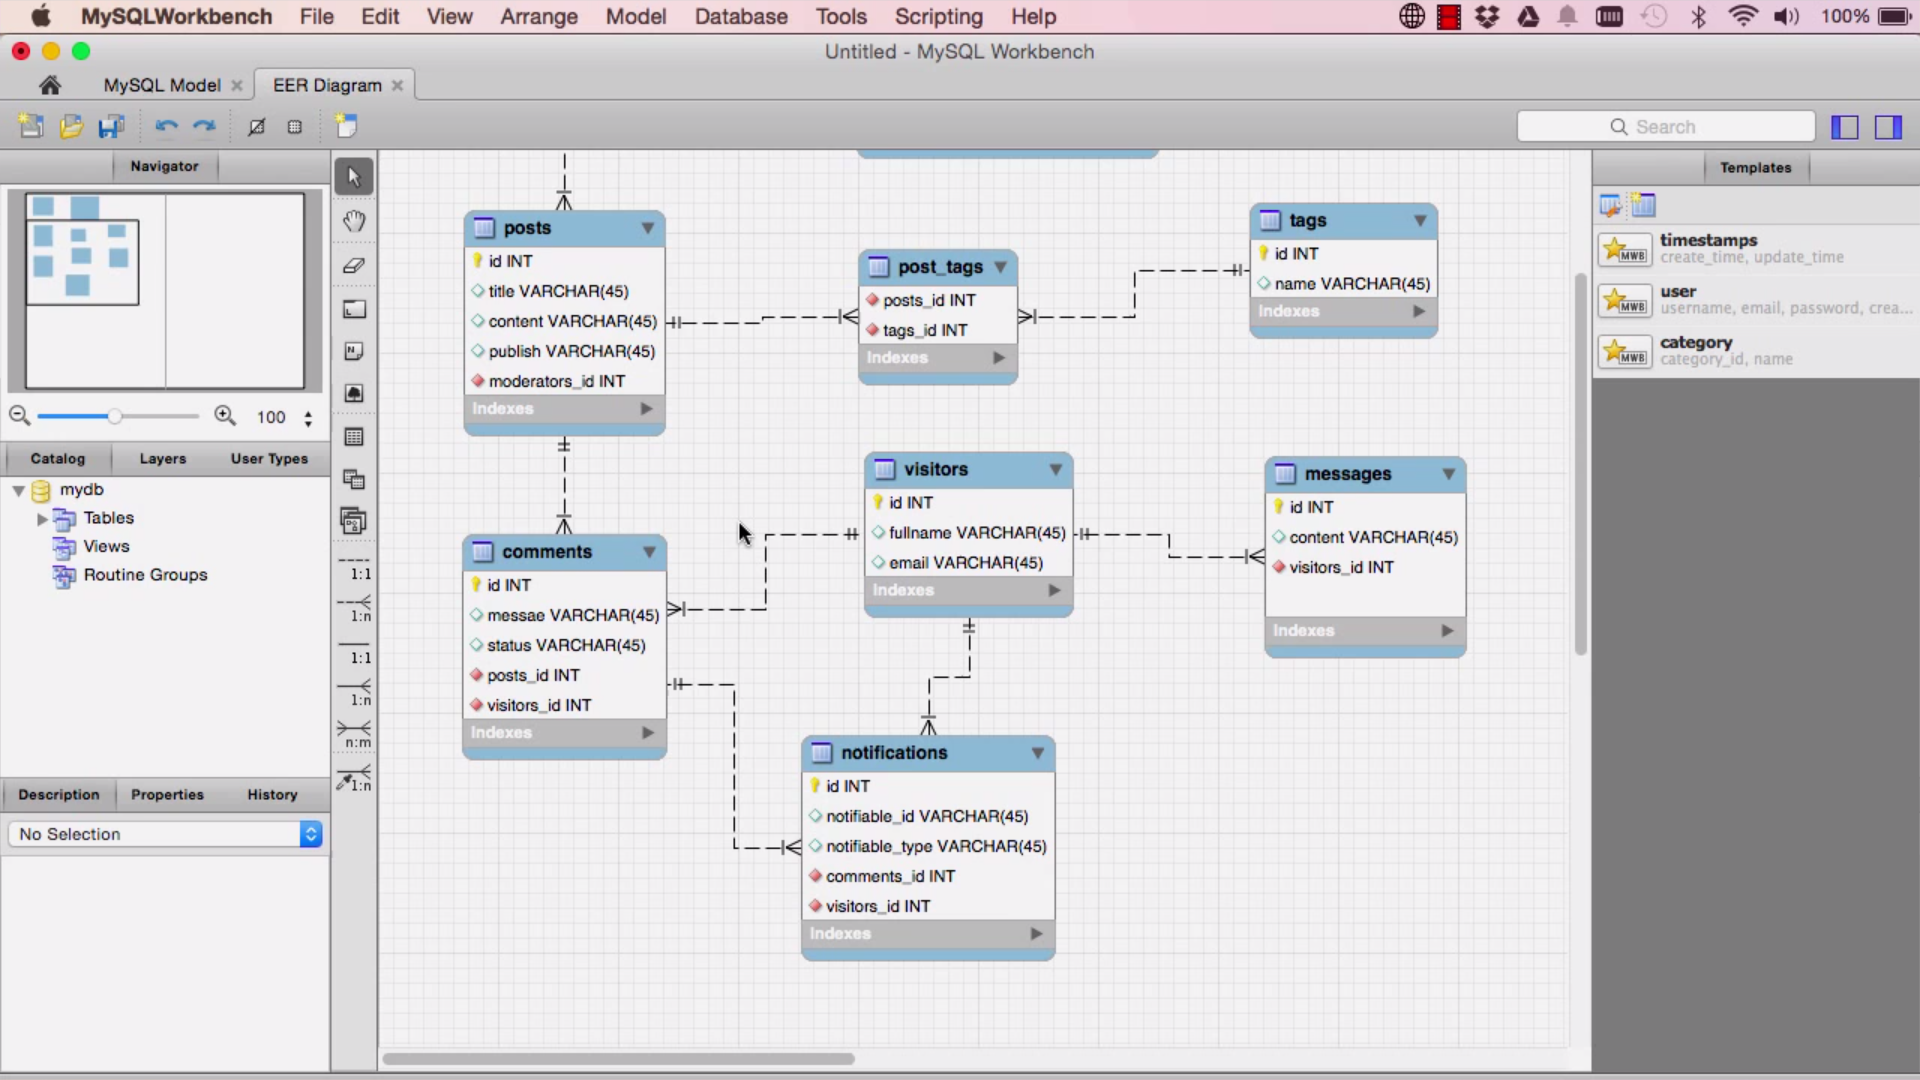 MySQLWorkbench File Edit View Arrange Model Database Tools Scripting Help 100%
Untitled - MySQL Workbench
MySQL Model EER Diagram
Search
Navigator
100
Catalog Layers User Types
mydb
Tables
Views
Routine Groups
Description Properties History
No Selection
1:1
1:n
1:1
1:n
n:m
1:n
posts
id INT
title VARCHAR(45)
content VARCHAR(45)
publish VARCHAR(45)
moderators_id INT
Indexes
post_tags
posts_id INT
tags_id INT
Indexes
tags
id INT
name VARCHAR(45)
Indexes
comments
id INT
messae VARCHAR(45)
status VARCHAR(45)
posts_id INT
visitors_id INT
Indexes
visitors
id INT
fullname VARCHAR(45)
email VARCHAR(45)
Indexes
messages
id INT
content VARCHAR(45)
visitors_id INT
Indexes
notifications
id INT
notifiable_id VARCHAR(45)
notifiable_type VARCHAR(45)
comments_id INT
visitors_id INT
Indexes
Templates
MWB
timestamps
create_time, update_time
MWB
user
username, email, password, crea...
MWB
category
category_id, name